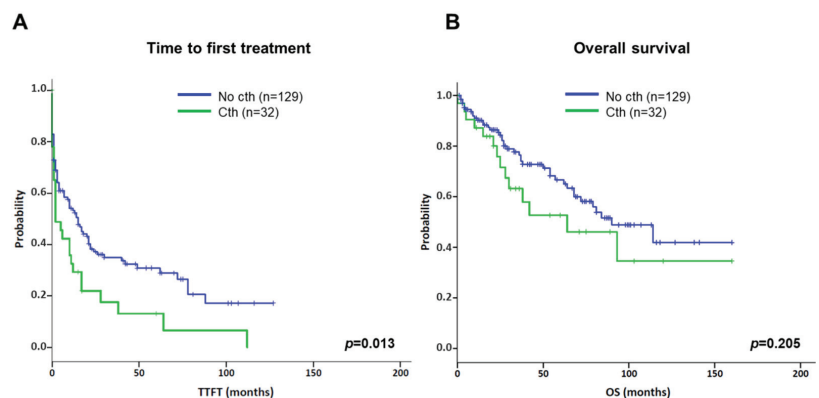 A
Time to first treatment
No cth (n=129)
Cth (n=32)
Probability
1.0
0.8
0.6
0.4
0.2
0.0
p=0.013
0
50
100
150
200
TTFT (months)
B
Overall survival
No cth (n=129)
Cth (n=32)
Probability
1.0
0.8
0.6
0.4
0.2
0.0
p=0.205
0
50
100
150
200
OS (months)